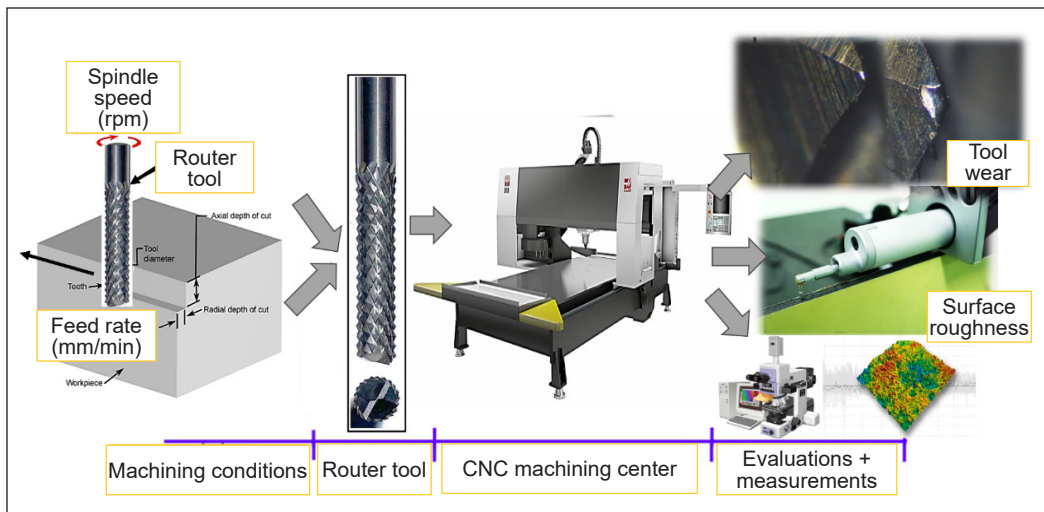 Spindle
speed
(rpm)
Router
tool
Axial depth of cut
Tool
diameter
Teeth
Radial depth of cut
Feed rate
(mm/min)
Workpiece
Tool
wear
Surface
roughness
Machining conditions
Router tool
CNC machining center
Evaluations +
measurements